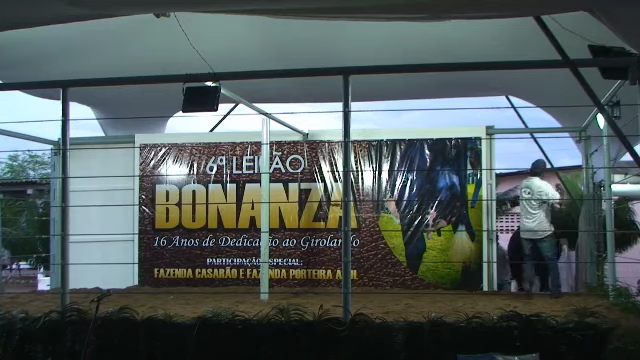 6º LEILÃO
BONANZA
16 Anos de Dedicação ao Girolando
PARTICIPAÇÃO ESPECIAL:
FAZENDA CASARÃO E FAZENDA PORTEIRA AZUL